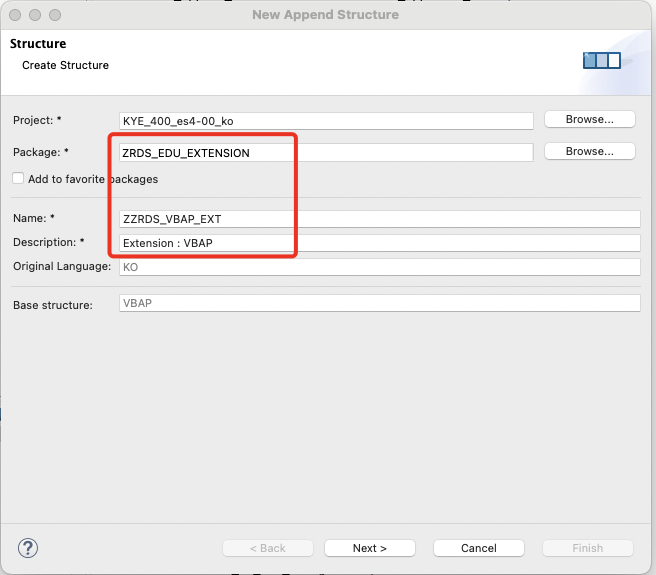 New Append Structure
Structure
Create Structure
Project: * KYE_400_es4-00_ko Browse...
Package: * ZRDS_EDU_EXTENSION Browse...
Add to favorite packages
Name: * ZZRDS_VBAP_EXT
Description: * Extension : VBAP
Original Language: KO
Base structure: VBAP
? < Back Next > Cancel Finish